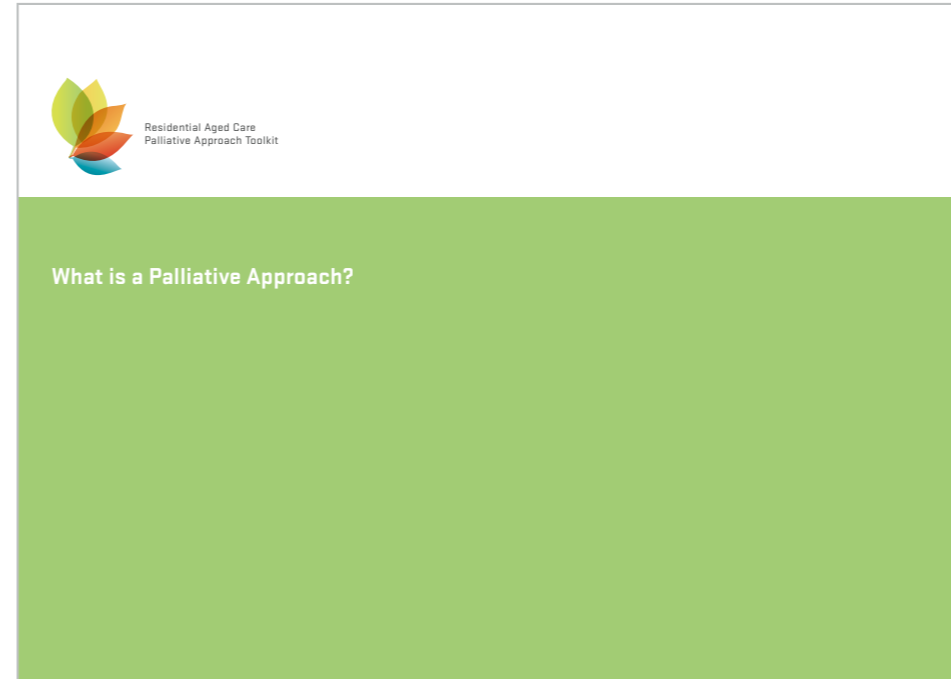 Residential Aged Care
Palliative Approach Toolkit
What is a Palliative Approach?